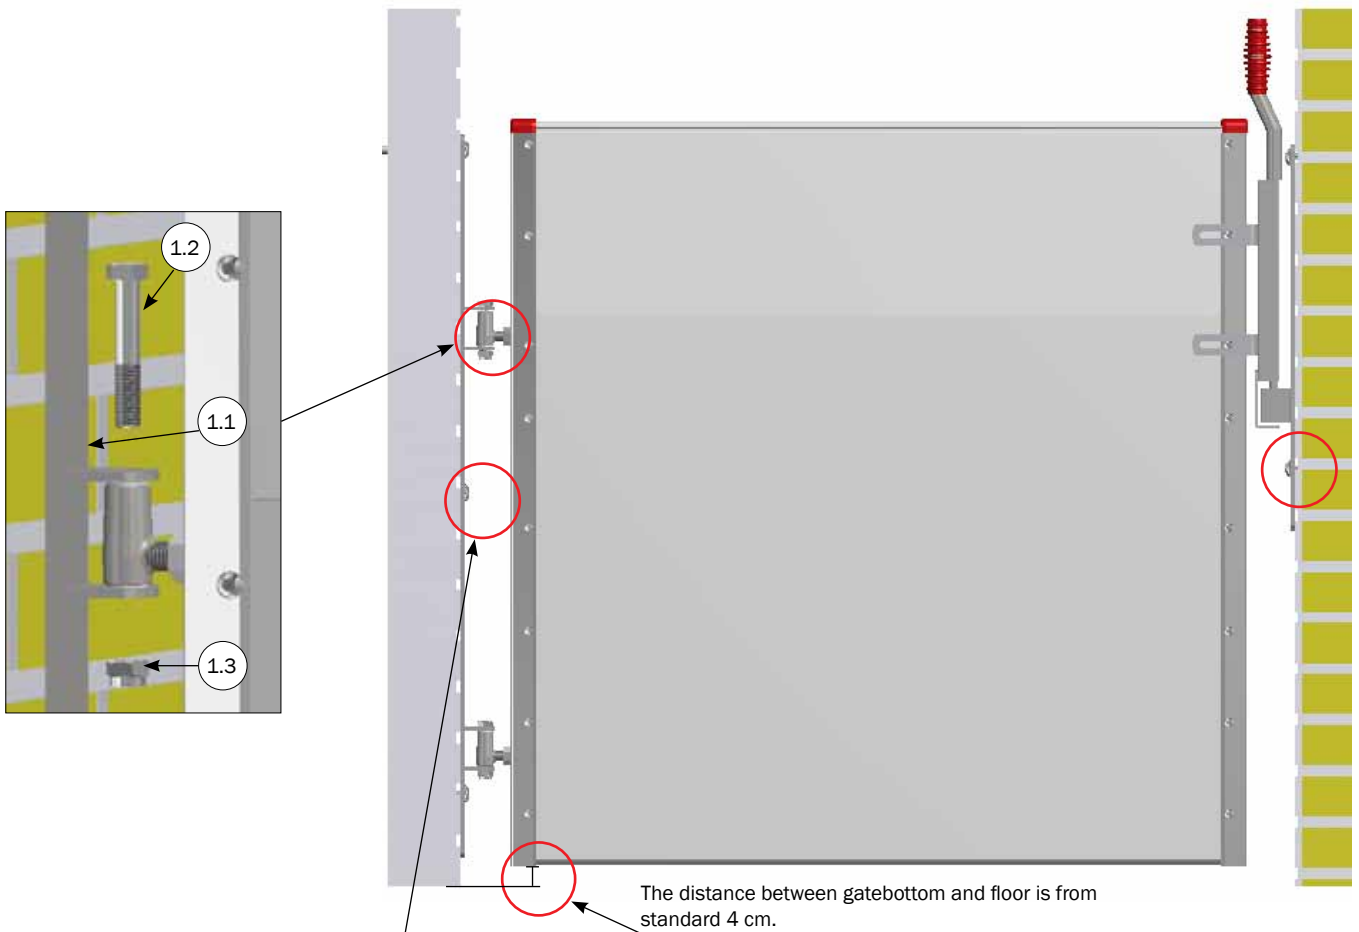 1.2
1.1
1.3
The distance between gatebottom and floor is from
standard 4 cm.